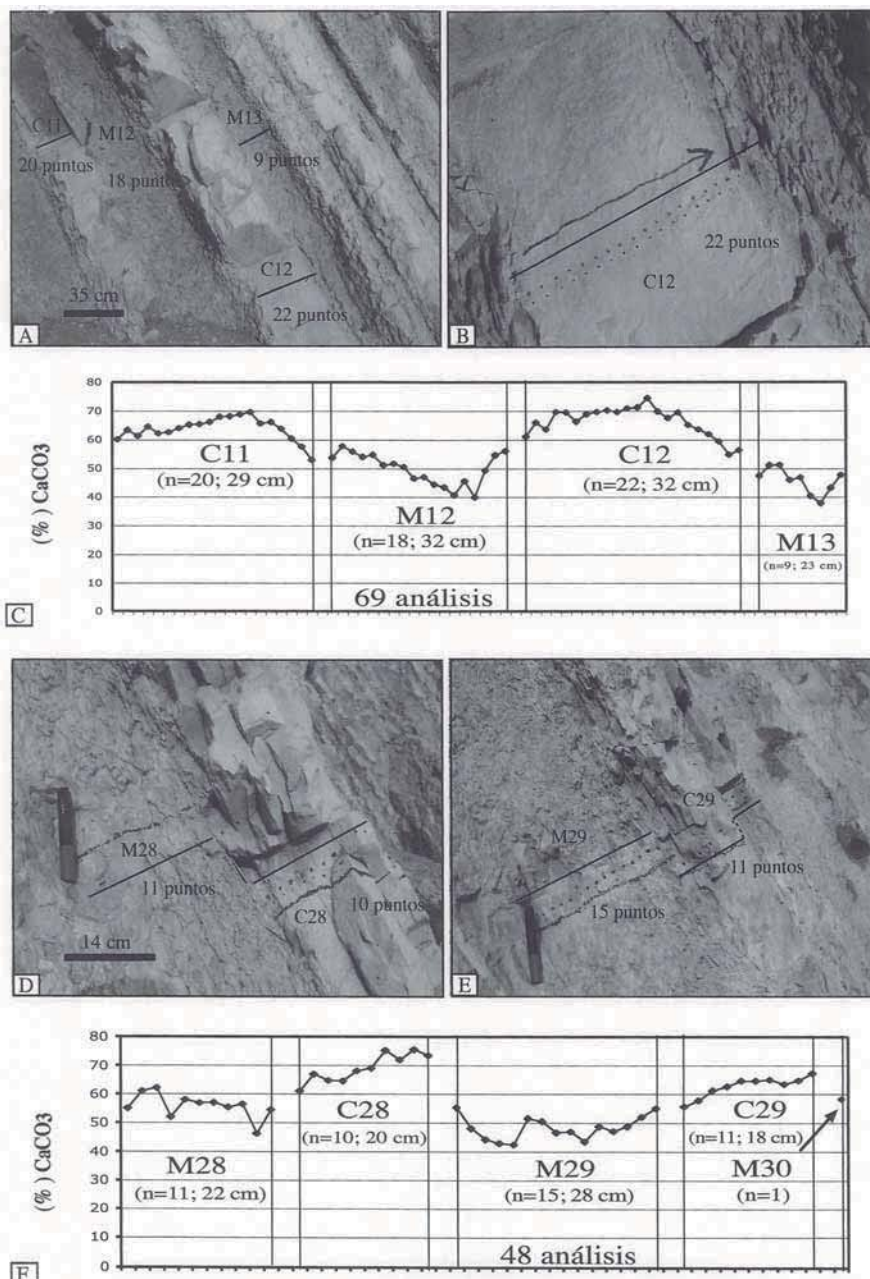 C11
M12
M13
20 puntos
18 punt
9 puntos
C12
35 cm
22 puntos
A
22 puntos
C12
B
(%) CaCO3
80
70
60
50
40
30
20
10
0
C11
(n=20; 29 cm)
M12
(n=18; 32 cm)
C12
(n=22; 32 cm)
M13
(n=9; 23 cm)
69 análisis
C
M28
11 puntos
10 puntos
C28
14 cm
D
C29
M29
11 puntos
15 puntos
E
(%) CaCO3
80
70
60
50
40
30
20
10
0
C28
(n=10; 20 cm)
M28
(n=11; 22 cm)
M29
(n=15; 28 cm)
C29
(n=11; 18 cm)
M30
(n=1)
48 análisis